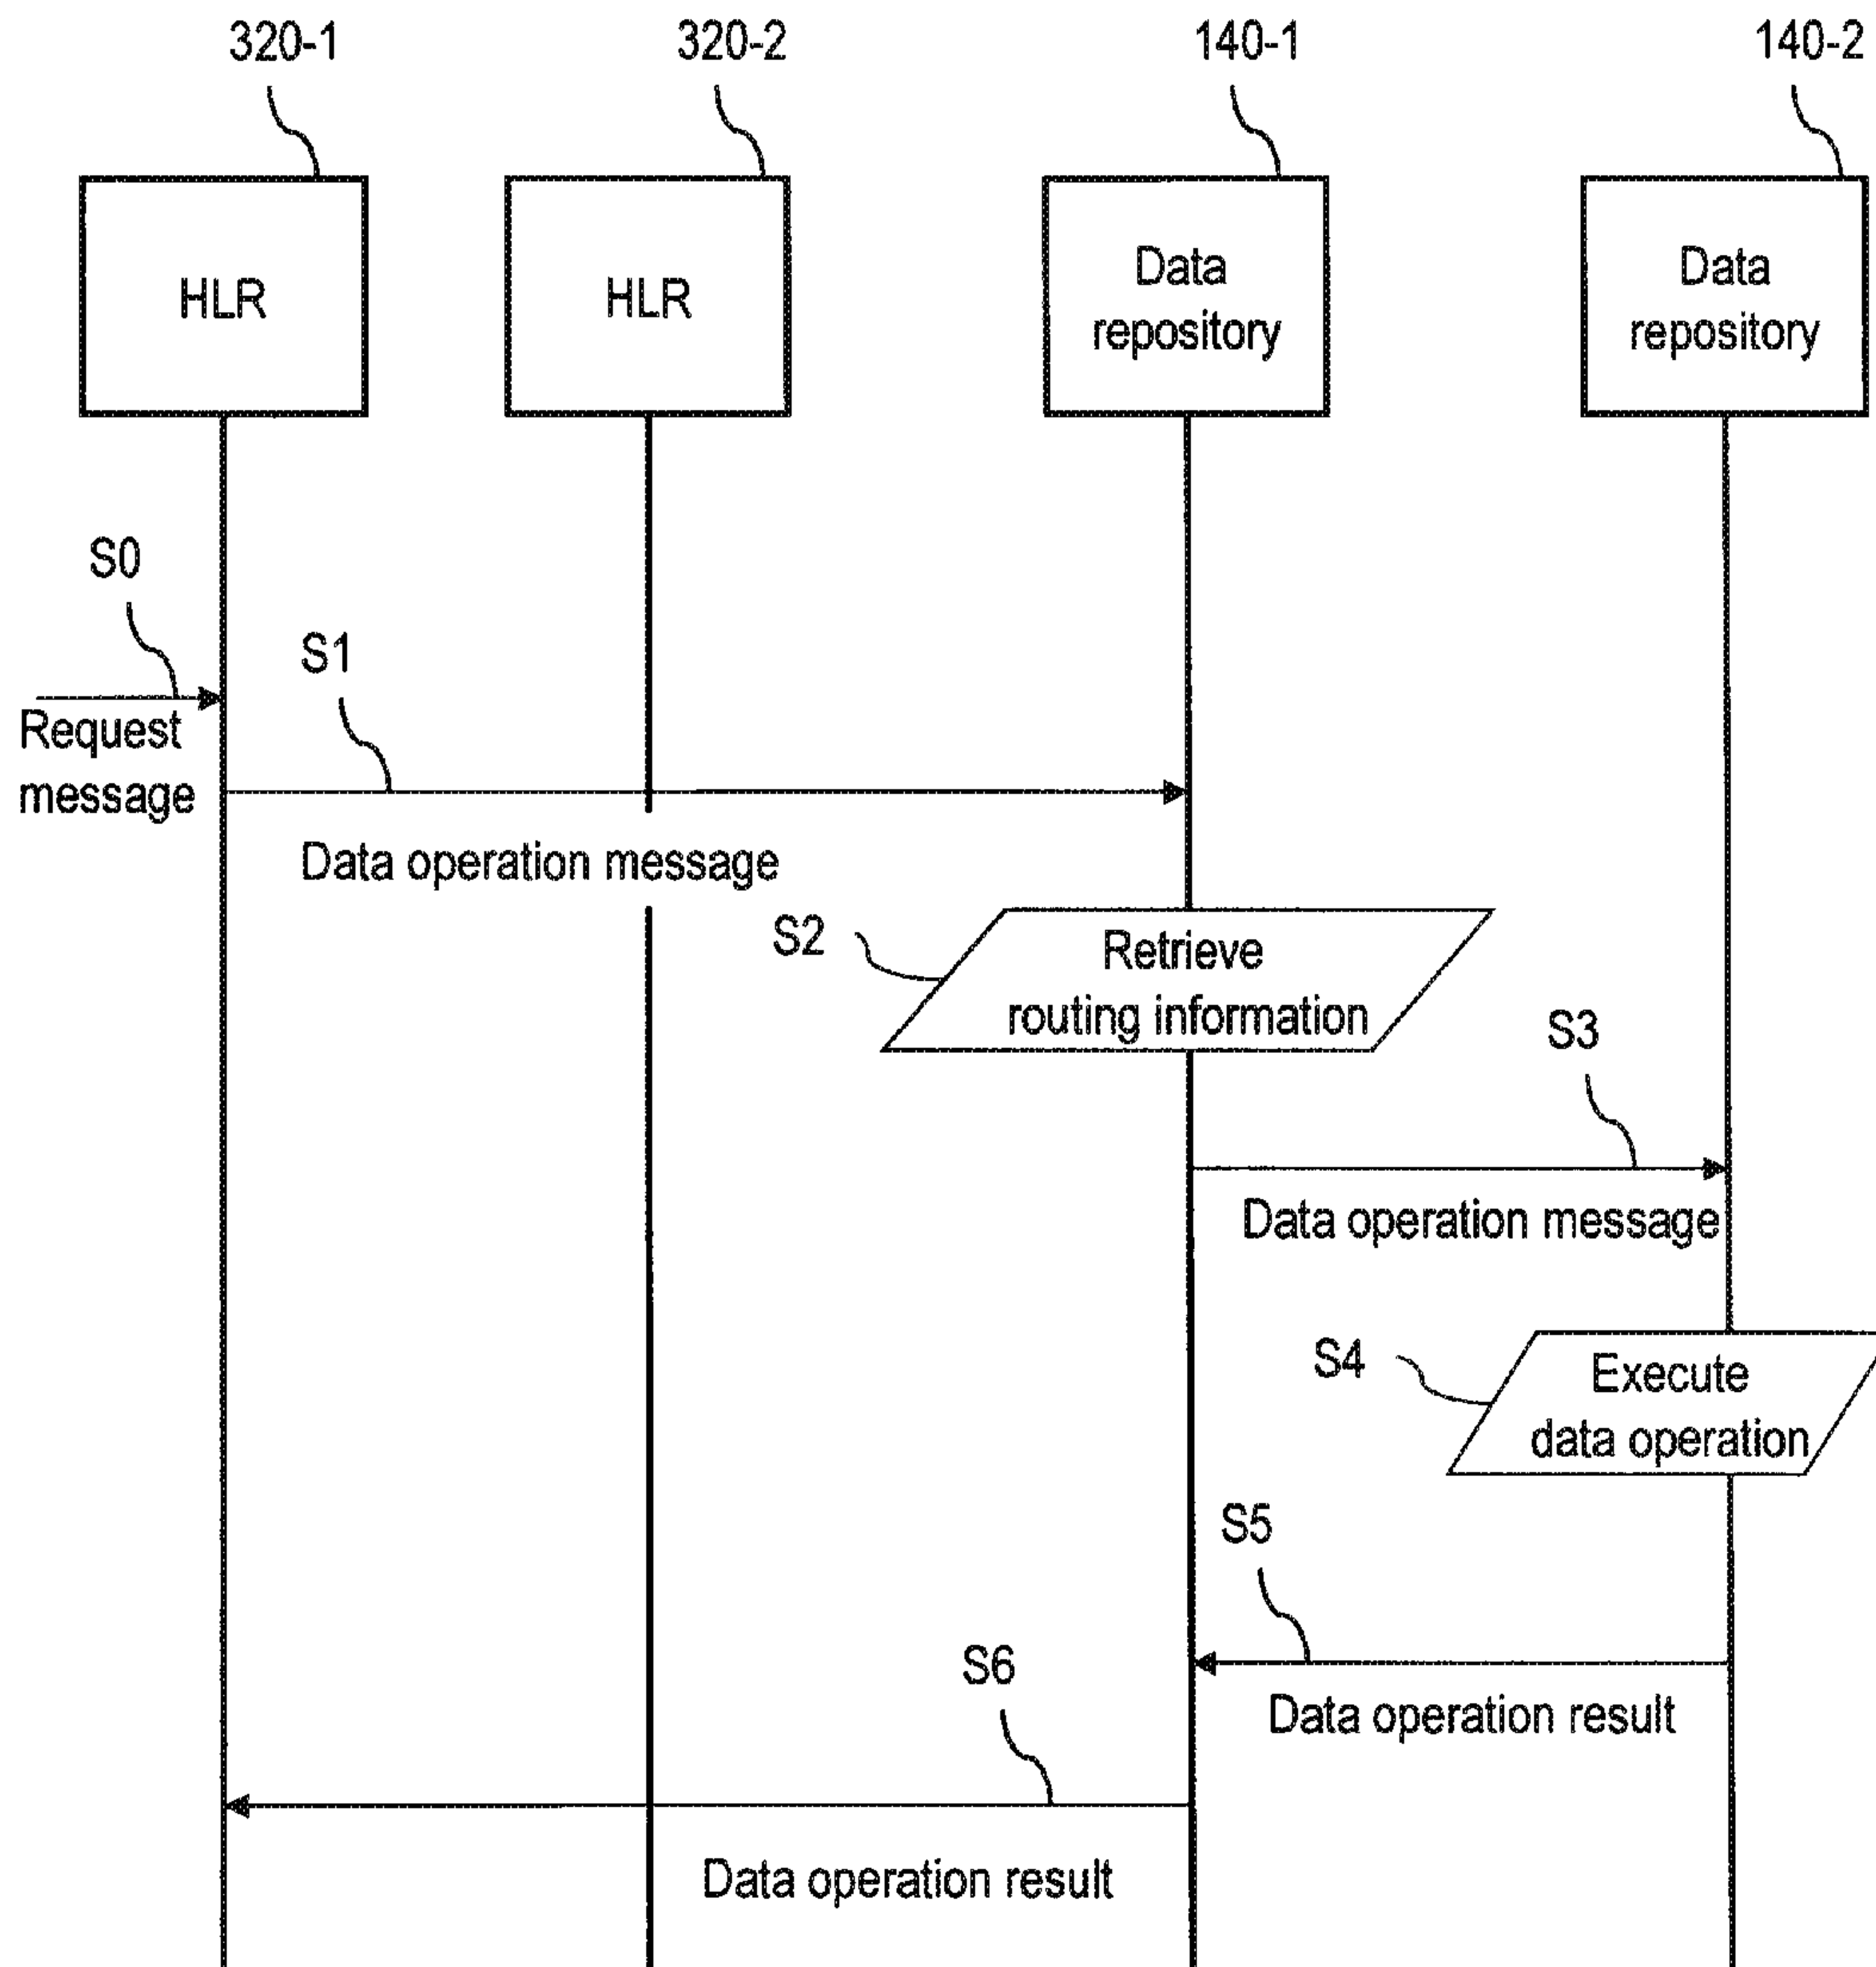 320-1
320-2
140-1
140-2
HLR
HLR
Data
repository
Data
repository
S0
Request
message
S1
Data operation message
S2
Retrieve
routing information
S3
Data operation message
S4
Execute
data operation
S5
Data operation result
S6
Data operation result